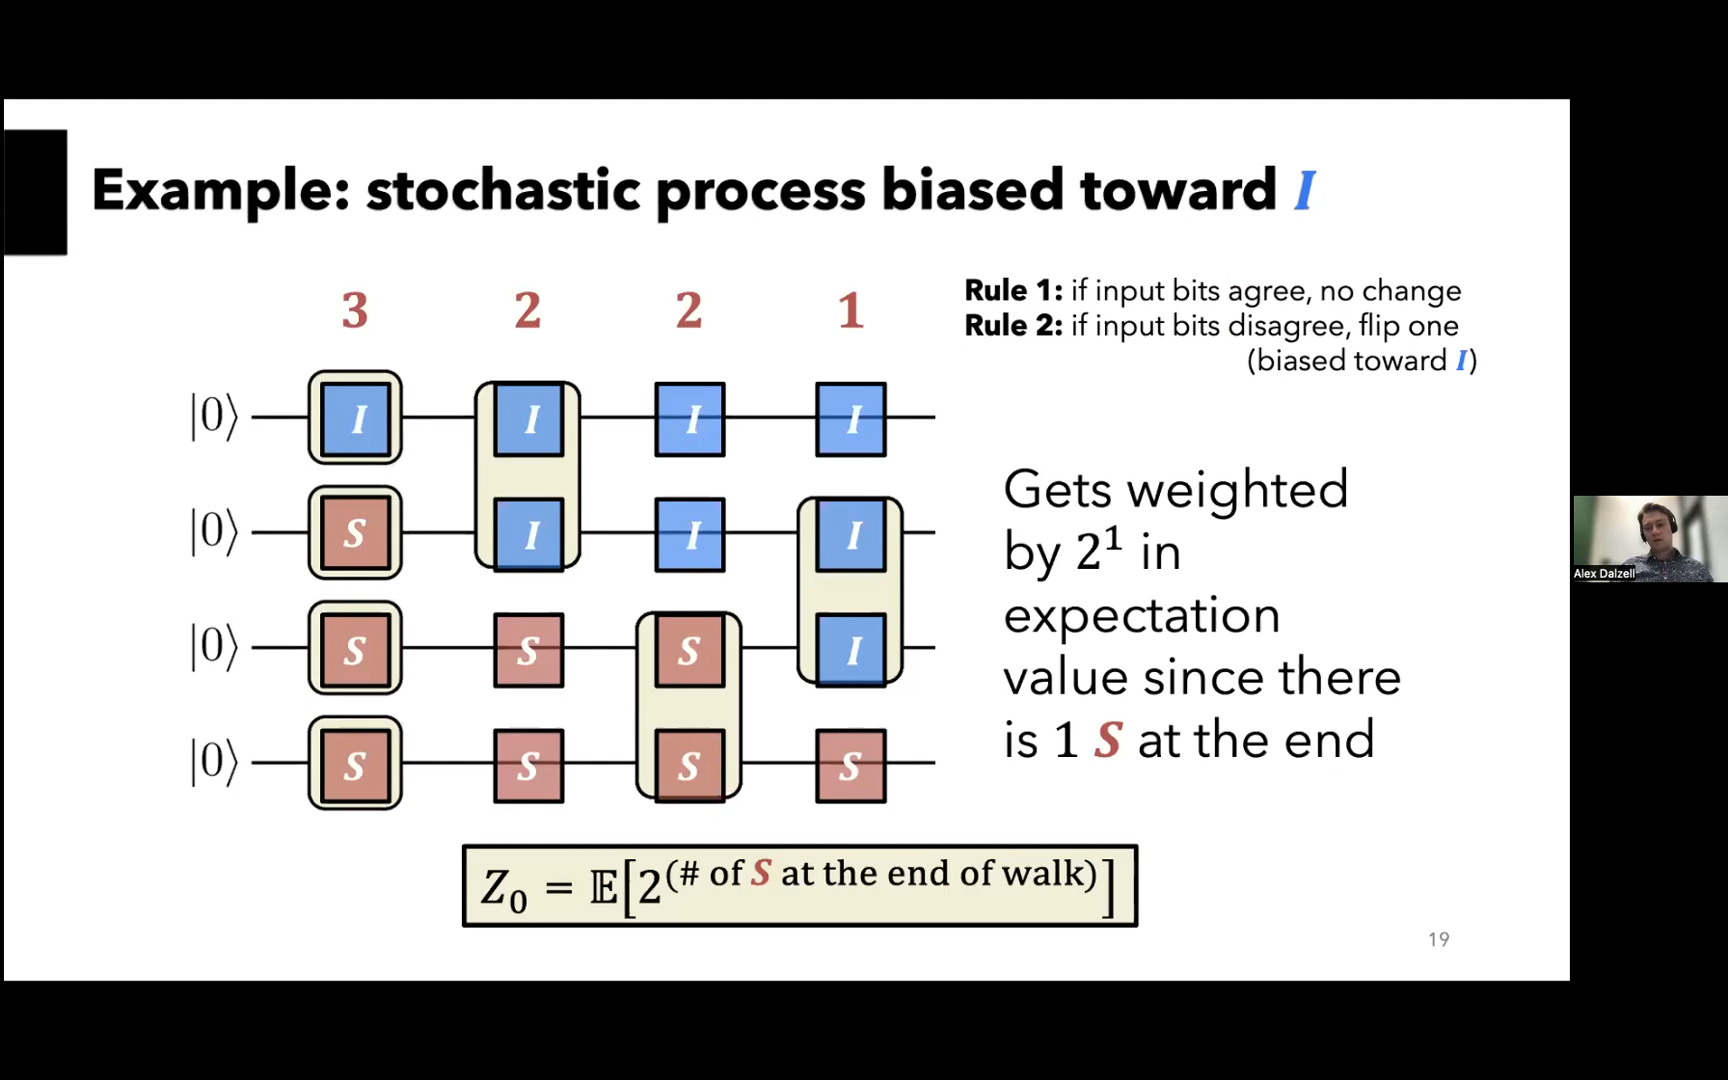 Example: stochastic process biased toward I
3 2 2 1
Rule 1: if input bits agree, no change
Rule 2: if input bits disagree, flip one
(biased toward I)
|0⟩ I I I I
|0⟩ S I I I
|0⟩ S S S I
|0⟩ S S S S
Gets weighted
by 2¹ in
expectation
value since there
is 1 S at the end
Z₀ = 𝔼[2^(# of S at the end of walk)]
19
Alex Dalzell